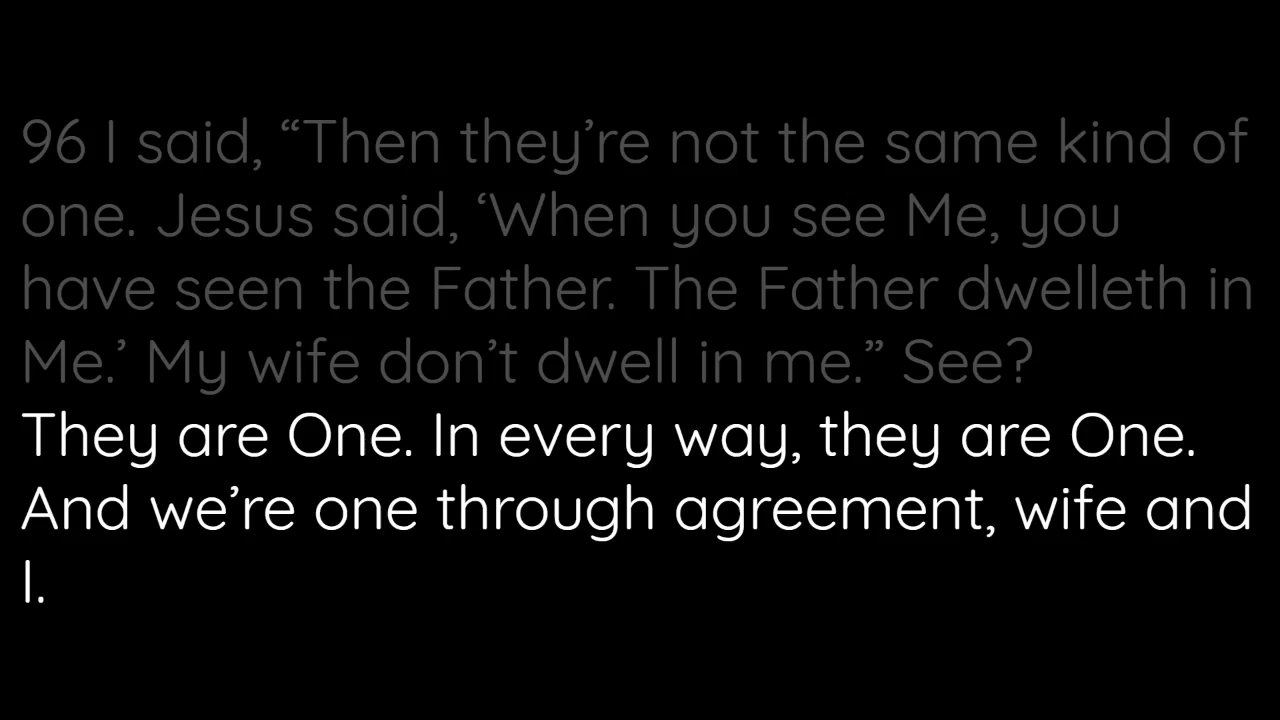 96 I said, “Then they’re not the same kind of
one. Jesus said, ‘When you see Me, you
have seen the Father. The Father dwelleth in
Me.’ My wife don’t dwell in me.” See?
They are One. In every way, they are One.
And we’re one through agreement, wife and
I.